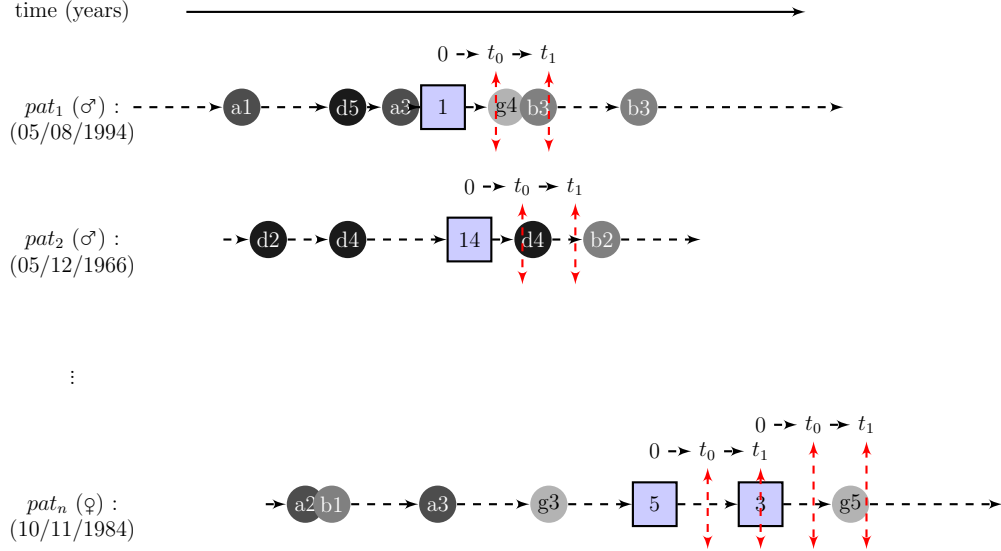 time (years)
0 t₀ t₁
pat₁ (♂) :
(05/08/1994)
a1 d5 a3 1 g4 b3 b3
0 t₀ t₁
pat₂ (♂) :
(05/12/1966)
d2 d4 14 d4 b2
⋮
0 t₀ t₁
0 t₀ t₁
patₙ (♀) :
(10/11/1984)
a2 b1 a3 g3 5 3 g5